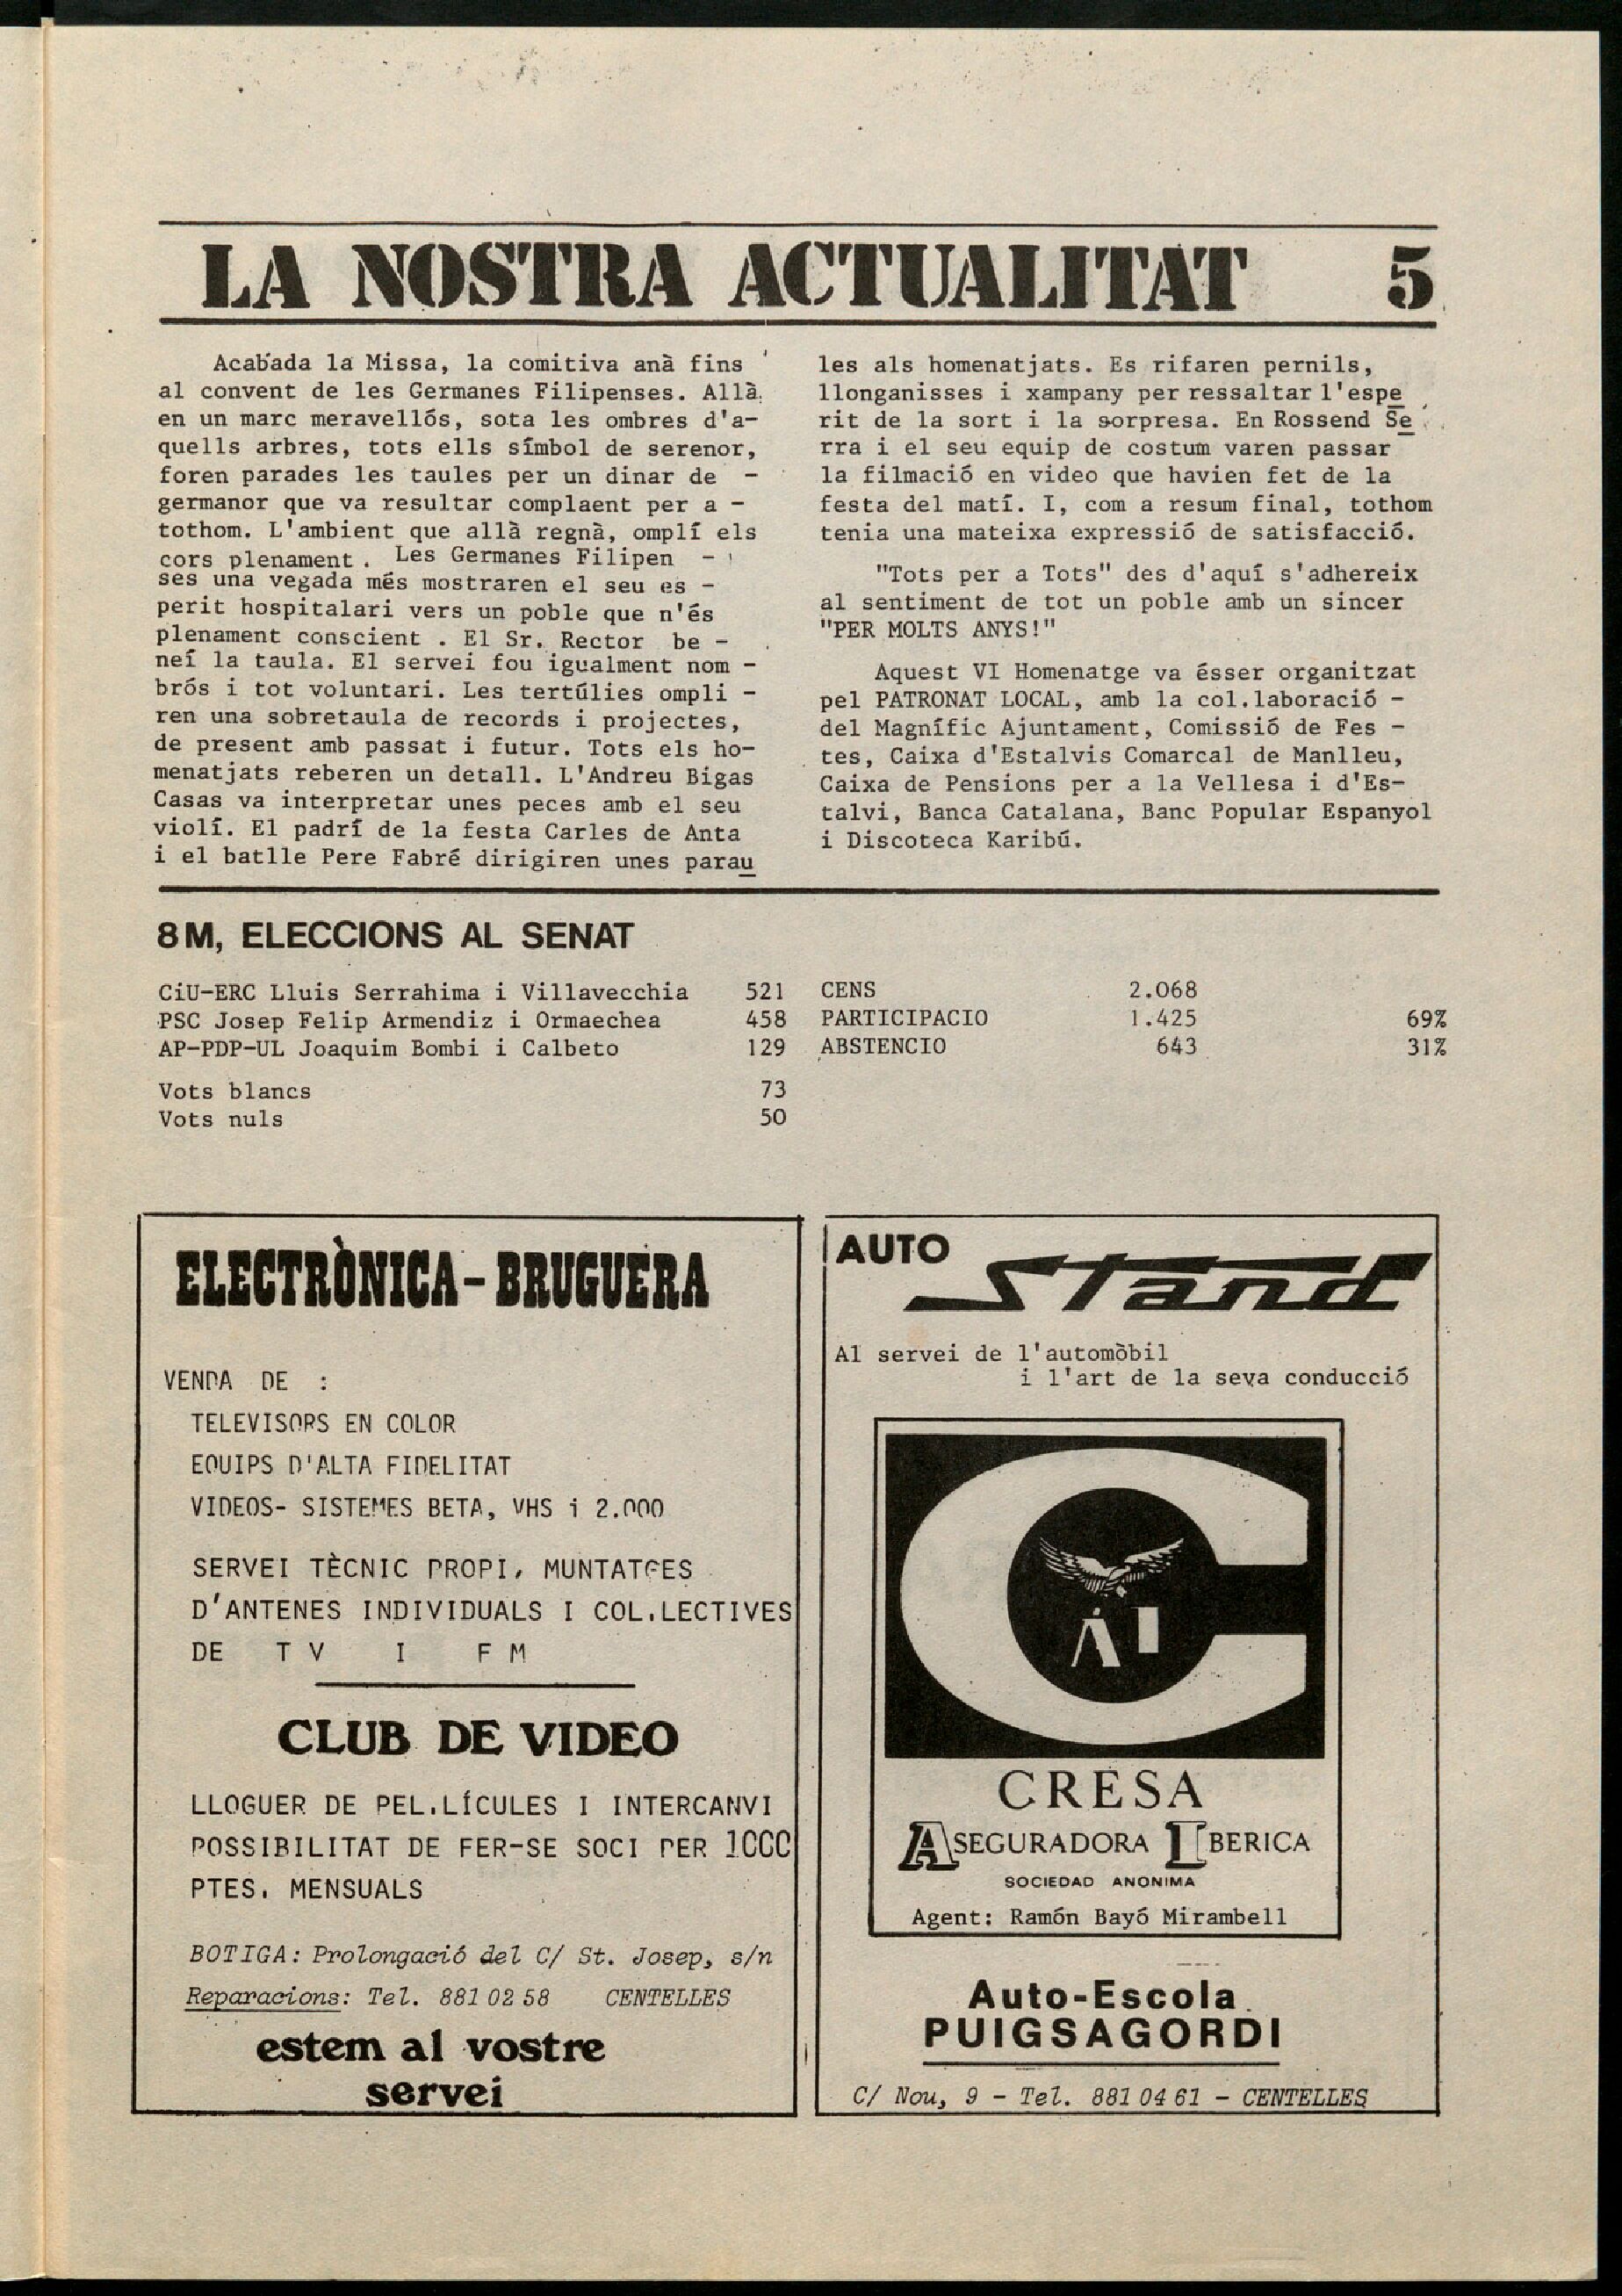 LA NOSTRA ACTUALITAT 5
Acabada la Missa, la comitiva anà fins
al convent de les Germanes Filipenses. Allà
en un marc meravellós, sota les ombres d'a-
quells arbres, tots ells símbol de serenor,
foren parades les taules per un dinar de -
germanor que va resultar complaent per a -
tothom. L'ambient que allà regnà, omplí els
cors plenament. Les Germanes Filipen -
ses una vegada més mostraren el seu es -
perit hospitalari vers un poble que n'és
plenament conscient . El Sr. Rector be -
neí la taula. El servei fou igualment nom -
brós i tot voluntari. Les tertúlies ompli -
ren una sobretaula de records i projectes,
de present amb passat i futur. Tots els ho-
menatjats reberen un detall. L'Andreu Bigas
Casas va interpretar unes peces amb el seu
violí. El padrí de la festa Carles de Anta
i el batlle Pere Fabré dirigiren unes parau
les als homenatjats. Es rifaren pernils,
llonganisses i xampany per ressaltar l'espe
rit de la sort i la sorpresa. En Rossend Se
rra i el seu equip de costum varen passar
la filmació en video que havien fet de la
festa del matí. I, com a resum final, tothom
tenia una mateixa expressió de satisfacció.
"Tots per a Tots" des d'aquí s'adhereix
al sentiment de tot un poble amb un sincer
"PER MOLTS ANYS!"
Aquest VI Homenatge va ésser organitzat
pel PATRONAT LOCAL, amb la col.laboració -
del Magnífic Ajuntament, Comissió de Fes -
tes, Caixa d'Estalvis Comarcal de Manlleu,
Caixa de Pensions per a la Vellesa i d'Es-
talvi, Banca Catalana, Banc Popular Espanyol
i Discoteca Karibú.
8M, ELECCIONS AL SENAT
CiU-ERC Lluis Serrahima i Villavecchia 521
PSC Josep Felip Armendiz i Ormaechea 458
AP-PDP-UL Joaquim Bombi i Calbeto 129
Vots blancs 73
Vots nuls 50
CENS 2.068
PARTICIPACIO 1.425 69%
ABSTENCIO 643 31%
ELECTRÒNICA-BRUGUERA
VENDA DE :
TELEVISORS EN COLOR
EQUIPS D'ALTA FIDELITAT
VIDEOS- SISTEMES BETA, VHS i 2.000
SERVEI TÈCNIC PROPI, MUNTATGES
D'ANTENES INDIVIDUALS I COL.LECTIVES
DE TV I FM
CLUB DE VIDEO
LLOGUER DE PEL.LÍCULES I INTERCANVI
POSSIBILITAT DE FER-SE SOCI PER 1000
PTES. MENSUALS
BOTIGA: Prolongació del C/ St. Josep, s/n
Reparacions: Tel. 881 02 58 CENTELLES
estem al vostre
servei
AUTO Stand
Al servei de l'automòbil
i l'art de la seva conducció
AI
CRESA
ASEGURADORA IBERICA
SOCIEDAD ANONIMA
Agent: Ramón Bayó Mirambell
Auto-Escola
PUIGSAGORDI
C/ Nou, 9 - Tel. 881 04 61 - CENTELLES